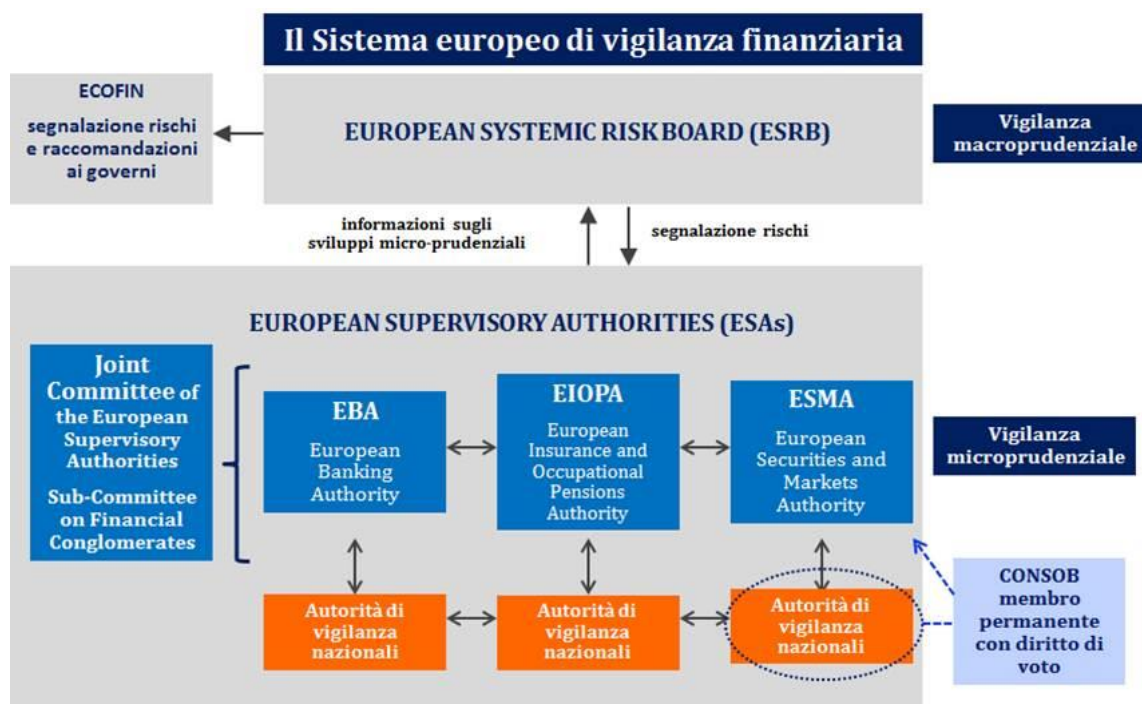 Il Sistema europeo di vigilanza finanziaria
ECOFIN
segnalazione rischi
e raccomandazioni
ai governi
EUROPEAN SYSTEMIC RISK BOARD (ESRB)
Vigilanza
macroprudenziale
informazioni sugli
sviluppi micro-prudenziali
segnalazione rischi
EUROPEAN SUPERVISORY AUTHORITIES (ESAs)
Joint
Committee of
the European
Supervisory
Authorities
Sub-Committee
on Financial
Conglomerates
EBA
European
Banking
Authority
EIOPA
European
Insurance and
Occupational
Pensions
Authority
ESMA
European
Securities and
Markets
Authority
Vigilanza
microprudenziale
Autorità di
vigilanza
nazionali
Autorità di
vigilanza
nazionali
Autorità di
vigilanza
nazionali
CONSOB
membro
permanente
con diritto di
voto